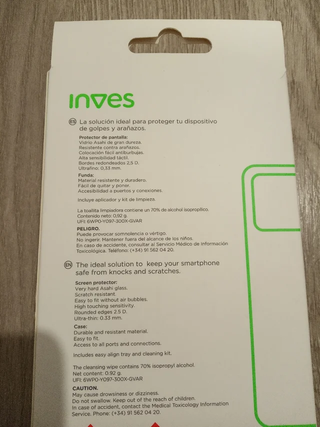 inves
ES La solución ideal para proteger tu dispositivo
de golpes y arañazos.
Protector de pantalla:
Vidrio Asahi de gran dureza.
Resistente contra arañazos.
Colocación fácil antiburbujas.
Alta sensibilidad táctil.
Bordes redondeados 2.5 D.
Ultrafino: 0.33 mm.
Funda:
Material resistente y duradero.
Fácil de quitar y poner.
Accesibilidad a puertos y conexiones.
Incluye aplicador y kit de limpieza.
La toallita limpiadora contiene un 70% de alcohol isopropílico.
Contenido neto: 0,92 g.
UFI: 6WP0-Y097-300X-GVAR
PELIGRO.
Puede provocar somnolencia o vértigo.
No ingerir. Mantener fuera del alcance de los niños.
En caso de accidente, consultar al Servicio Médico de Información
Toxicológica. Teléfono: (+34) 91 562 04 20.
EN The ideal solution to keep your smartphone
safe from knocks and scratches.
Screen protector:
Very hard Asahi glass.
Scratch resistant.
Easy to fit without air bubbles.
High touching sensitivity.
Rounded edges 2.5 D.
Ultra-thin: 0.33 mm.
Case:
Durable and resistant material.
Easy to fit.
Access to all ports and connections.
Includes easy align tray and cleaning kit.
The cleansing wipe contains 70% isopropyl alcohol.
Net content: 0.92 g.
UFI: 6WP0-Y097-300X-GVAR
CAUTION.
May cause drowsiness or dizziness.
Do not swallow. Keep out of the reach of children.
In case of accident, contact the Medical Toxicology Information
Service. Phone: (+34) 91 562 04 20.